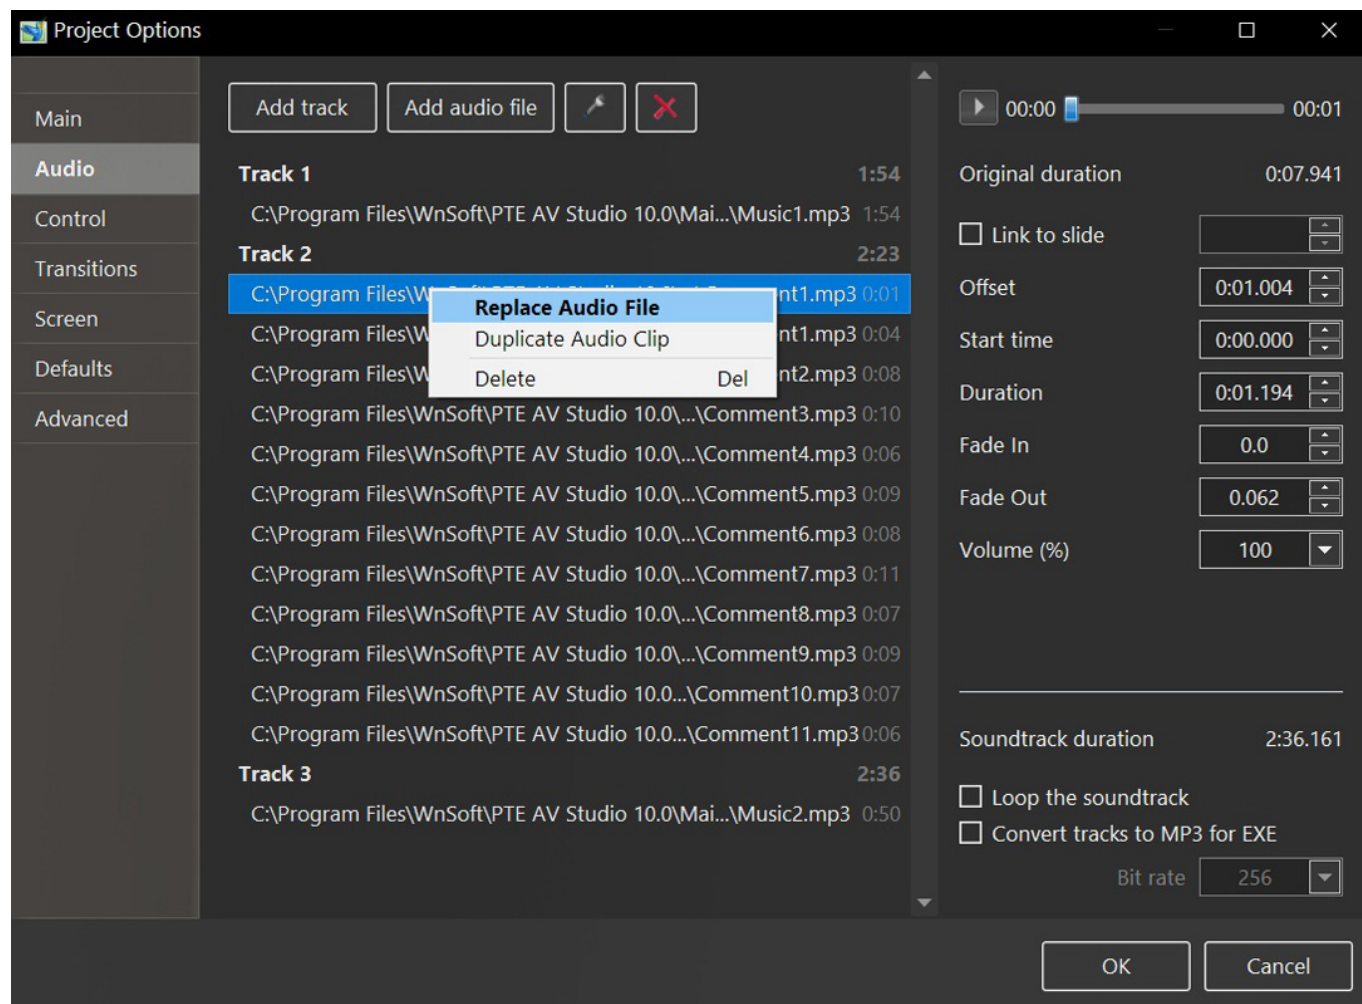 Project Options
Main
Audio
Control
Transitions
Screen
Defaults
Advanced
Add track
Add audio file
Track 1 1:54
C:\Program Files\WnSoft\PTE AV Studio 10.0\Mai...\Music1.mp3 1:54
Track 2 2:23
C:\Program Files\W nt1.mp3 0:01
C:\Program Files\W nt1.mp3 0:04
C:\Program Files\W nt2.mp3 0:08
Replace Audio File
Duplicate Audio Clip
Delete Del
C:\Program Files\WnSoft\PTE AV Studio 10.0\...\Comment3.mp3 0:10
C:\Program Files\WnSoft\PTE AV Studio 10.0\...\Comment4.mp3 0:06
C:\Program Files\WnSoft\PTE AV Studio 10.0\...\Comment5.mp3 0:09
C:\Program Files\WnSoft\PTE AV Studio 10.0\...\Comment6.mp3 0:08
C:\Program Files\WnSoft\PTE AV Studio 10.0\...\Comment7.mp3 0:11
C:\Program Files\WnSoft\PTE AV Studio 10.0\...\Comment8.mp3 0:07
C:\Program Files\WnSoft\PTE AV Studio 10.0\...\Comment9.mp3 0:09
C:\Program Files\WnSoft\PTE AV Studio 10.0...\Comment10.mp3 0:07
C:\Program Files\WnSoft\PTE AV Studio 10.0...\Comment11.mp3 0:06
Track 3 2:36
C:\Program Files\WnSoft\PTE AV Studio 10.0\Mai...\Music2.mp3 0:50
00:00 00:01
Original duration 0:07.941
Link to slide
Offset 0:01.004
Start time 0:00.000
Duration 0:01.194
Fade In 0.0
Fade Out 0.062
Volume (%) 100
Soundtrack duration 2:36.161
Loop the soundtrack
Convert tracks to MP3 for EXE
Bit rate 256
OK
Cancel